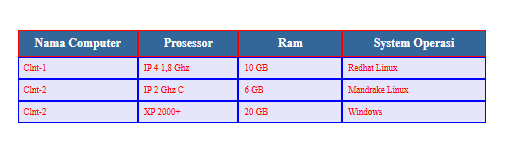 Nama Computer Prosessor Ram System Operasi
Clnt-1 IP 4 1,8 Ghz 10 GB Redhat Linux
Clnt-2 IP 2 Ghz C 6 GB Mandrake Linux
Clnt-2 XP 2000+ 20 GB Windows